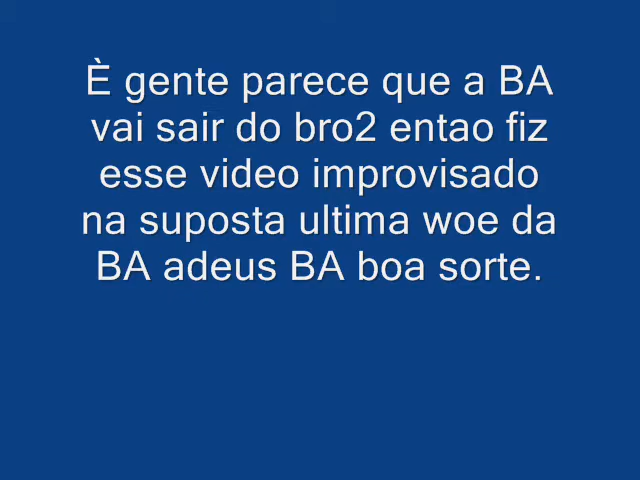 È gente parece que a BA
vai sair do bro2 entao fiz
esse video improvisado
na suposta ultima woe da
BA adeus BA boa sorte.